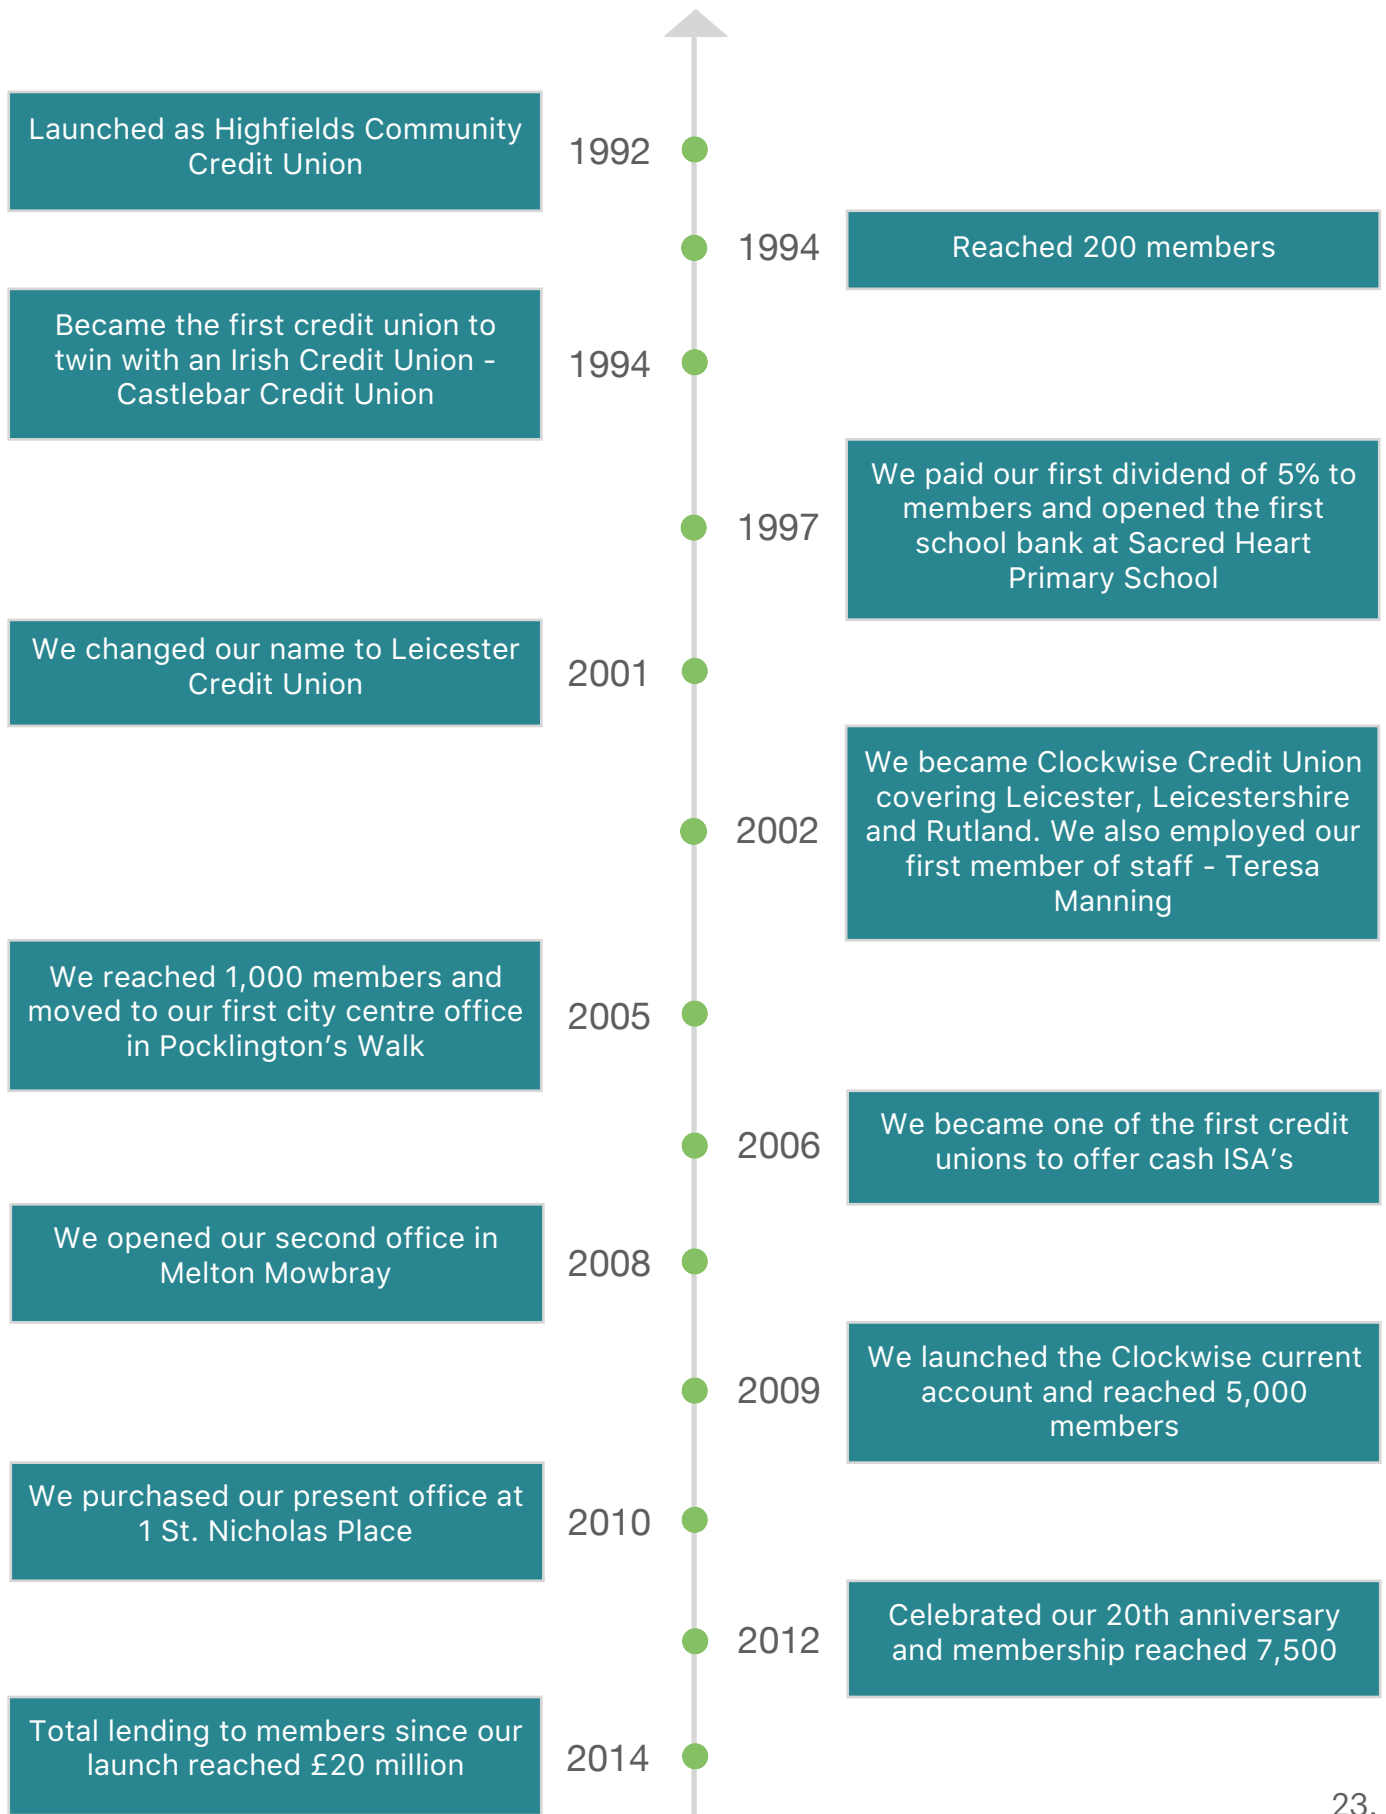 Launched as Highfields Community
Credit Union
1992
1994
Reached 200 members
Became the first credit union to
twin with an Irish Credit Union -
Castlebar Credit Union
1994
We paid our first dividend of 5% to
members and opened the first
school bank at Sacred Heart
Primary School
1997
We changed our name to Leicester
Credit Union
2001
We became Clockwise Credit Union
covering Leicester, Leicestershire
and Rutland. We also employed our
first member of staff - Teresa
Manning
2002
We reached 1,000 members and
moved to our first city centre office
in Pocklington’s Walk
2005
We became one of the first credit
unions to offer cash ISA’s
2006
We opened our second office in
Melton Mowbray
2008
We launched the Clockwise current
account and reached 5,000
members
2009
We purchased our present office at
1 St. Nicholas Place
2010
Celebrated our 20th anniversary
and membership reached 7,500
2012
Total lending to members since our
launch reached £20 million
2014
23.